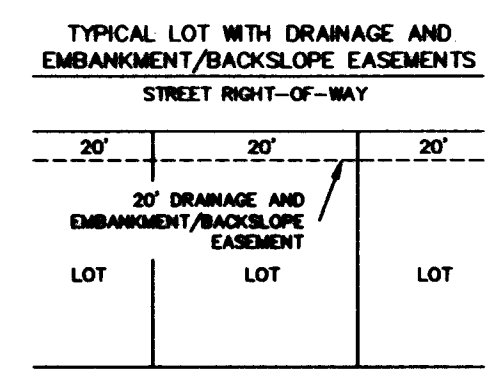 TYPICAL LOT WITH DRAINAGE AND
EMBANKMENT/BACKSLOPE EASEMENTS
STREET RIGHT-OF-WAY
20' 20' 20'
20' DRAINAGE AND
EMBANKMENT/BACKSLOPE
EASEMENT
LOT LOT LOT